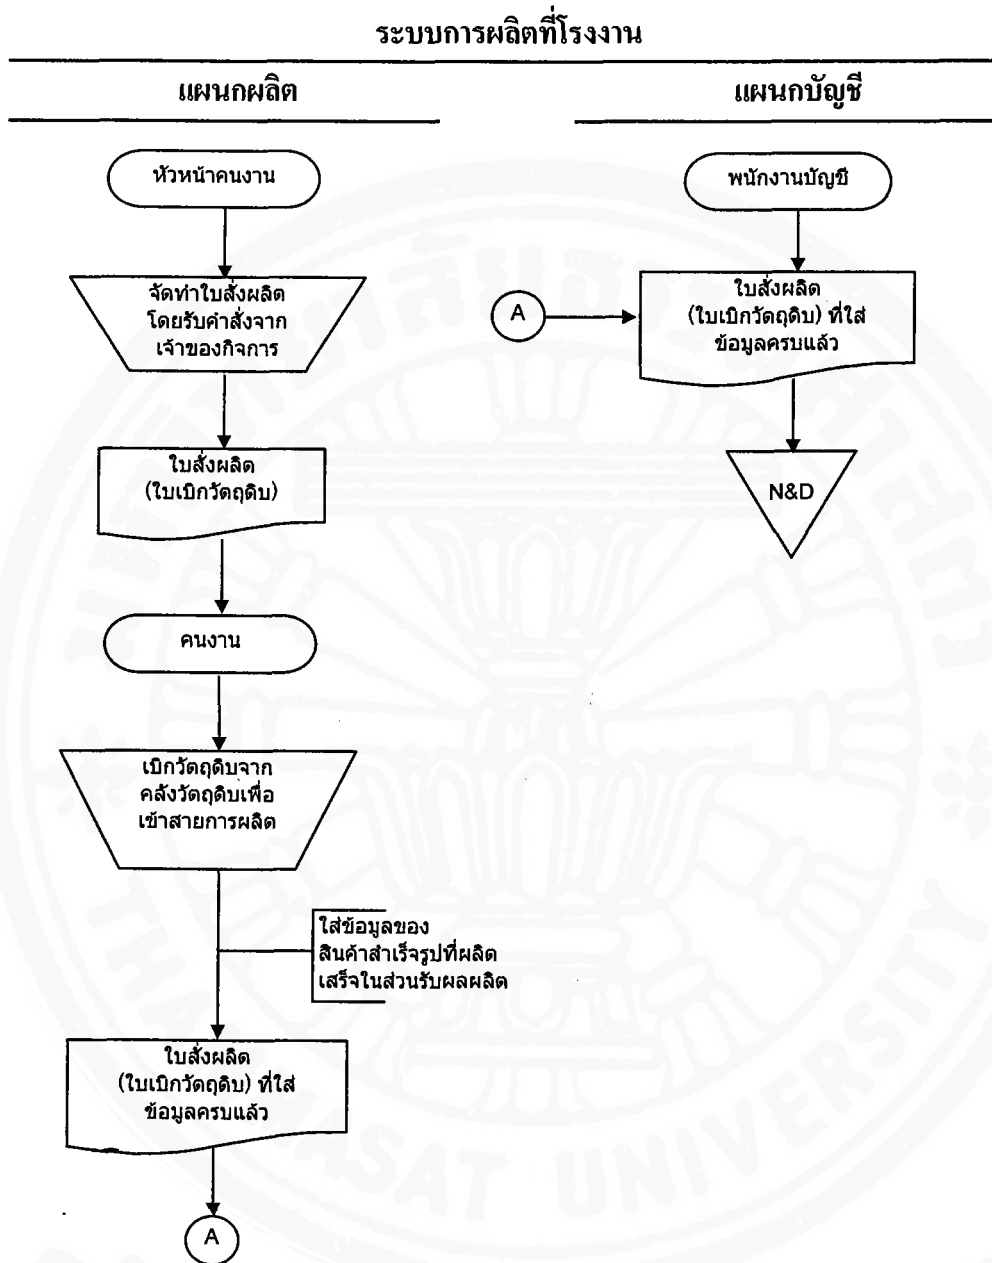 ระบบการผลิตที่โรงงาน
แผนกผลิต
หัวหน้าคนงาน
จัดทำใบสั่งผลิต
โดยรับคำสั่งจาก
เจ้าของกิจการ
ใบสั่งผลิต
(ใบเบิกวัตถุดิบ)
คนงาน
เบิกวัตถุดิบจาก
คลังวัตถุดิบเพื่อ
เข้าสายการผลิต
ใส่ข้อมูลของ
สินค้าสำเร็จรูปที่ผลิต
เสร็จในส่วนรับผลผลิต
ใบสั่งผลิต
(ใบเบิกวัตถุดิบ) ที่ใส่
ข้อมูลครบแล้ว
A
แผนกบัญชี
พนักงานบัญชี
A
ใบสั่งผลิต
(ใบเบิกวัตถุดิบ) ที่ใส่
ข้อมูลครบแล้ว
N&D
THAMMASAT UNIVERSITY